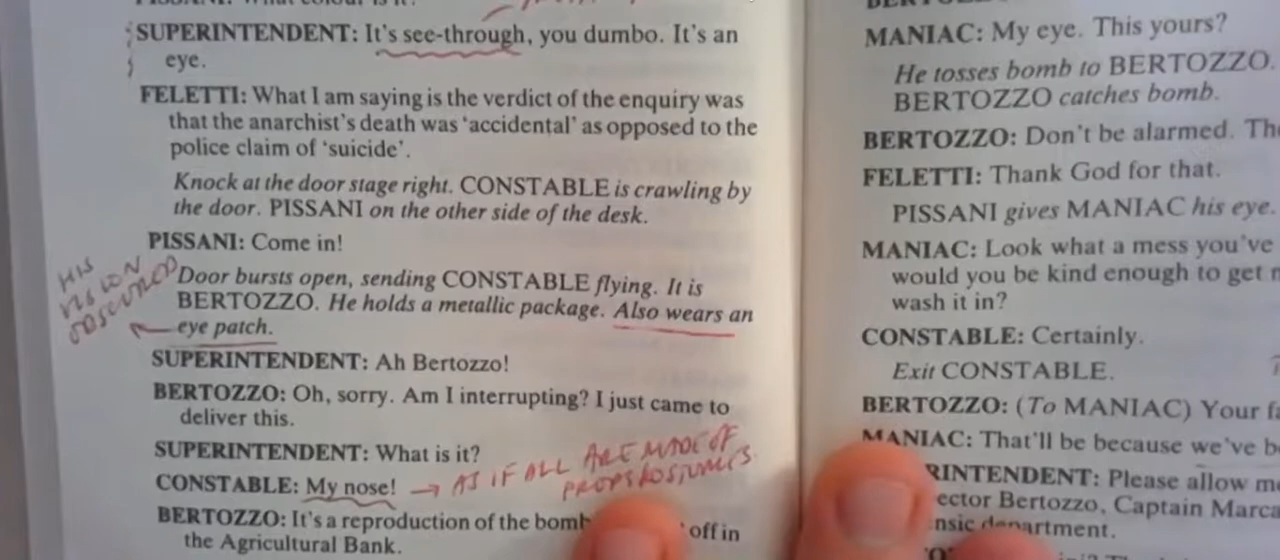 PISSANI: What colour is it?
SUPERINTENDENT: It's see-through, you dumbo. It's an
eye.
FELETTI: What I am saying is the verdict of the enquiry was
that the anarchist's death was 'accidental' as opposed to the
police claim of 'suicide'.
Knock at the door stage right. CONSTABLE is crawling by
the door. PISSANI on the other side of the desk.
PISSANI: Come in!
HIS
VISION
OBSCURED
Door bursts open, sending CONSTABLE flying. It is
BERTOZZO. He holds a metallic package. Also wears an
eye patch.
SUPERINTENDENT: Ah Bertozzo!
BERTOZZO: Oh, sorry. Am I interrupting? I just came to
deliver this.
SUPERINTENDENT: What is it?
CONSTABLE: My nose! → AS IF ALL ARE MADE OF
PROPS
BERTOZZO: It's a reproduction of the bomb off in
the Agricultural Bank.
MANIAC: My eye. This yours?
He tosses bomb to BERTOZZO.
BERTOZZO catches bomb.
BERTOZZO: Don't be alarmed.
FELETTI: Thank God for that.
PISSANI gives MANIAC his eye.
MANIAC: Look what a mess you've
would you be kind enough to get
wash it in?
CONSTABLE: Certainly.
Exit CONSTABLE.
BERTOZZO: (To MANIAC) Your
MANIAC: That'll be because we've
RINTENDENT: Please allow
ector Bertozzo, Captain Marca
nsic department.